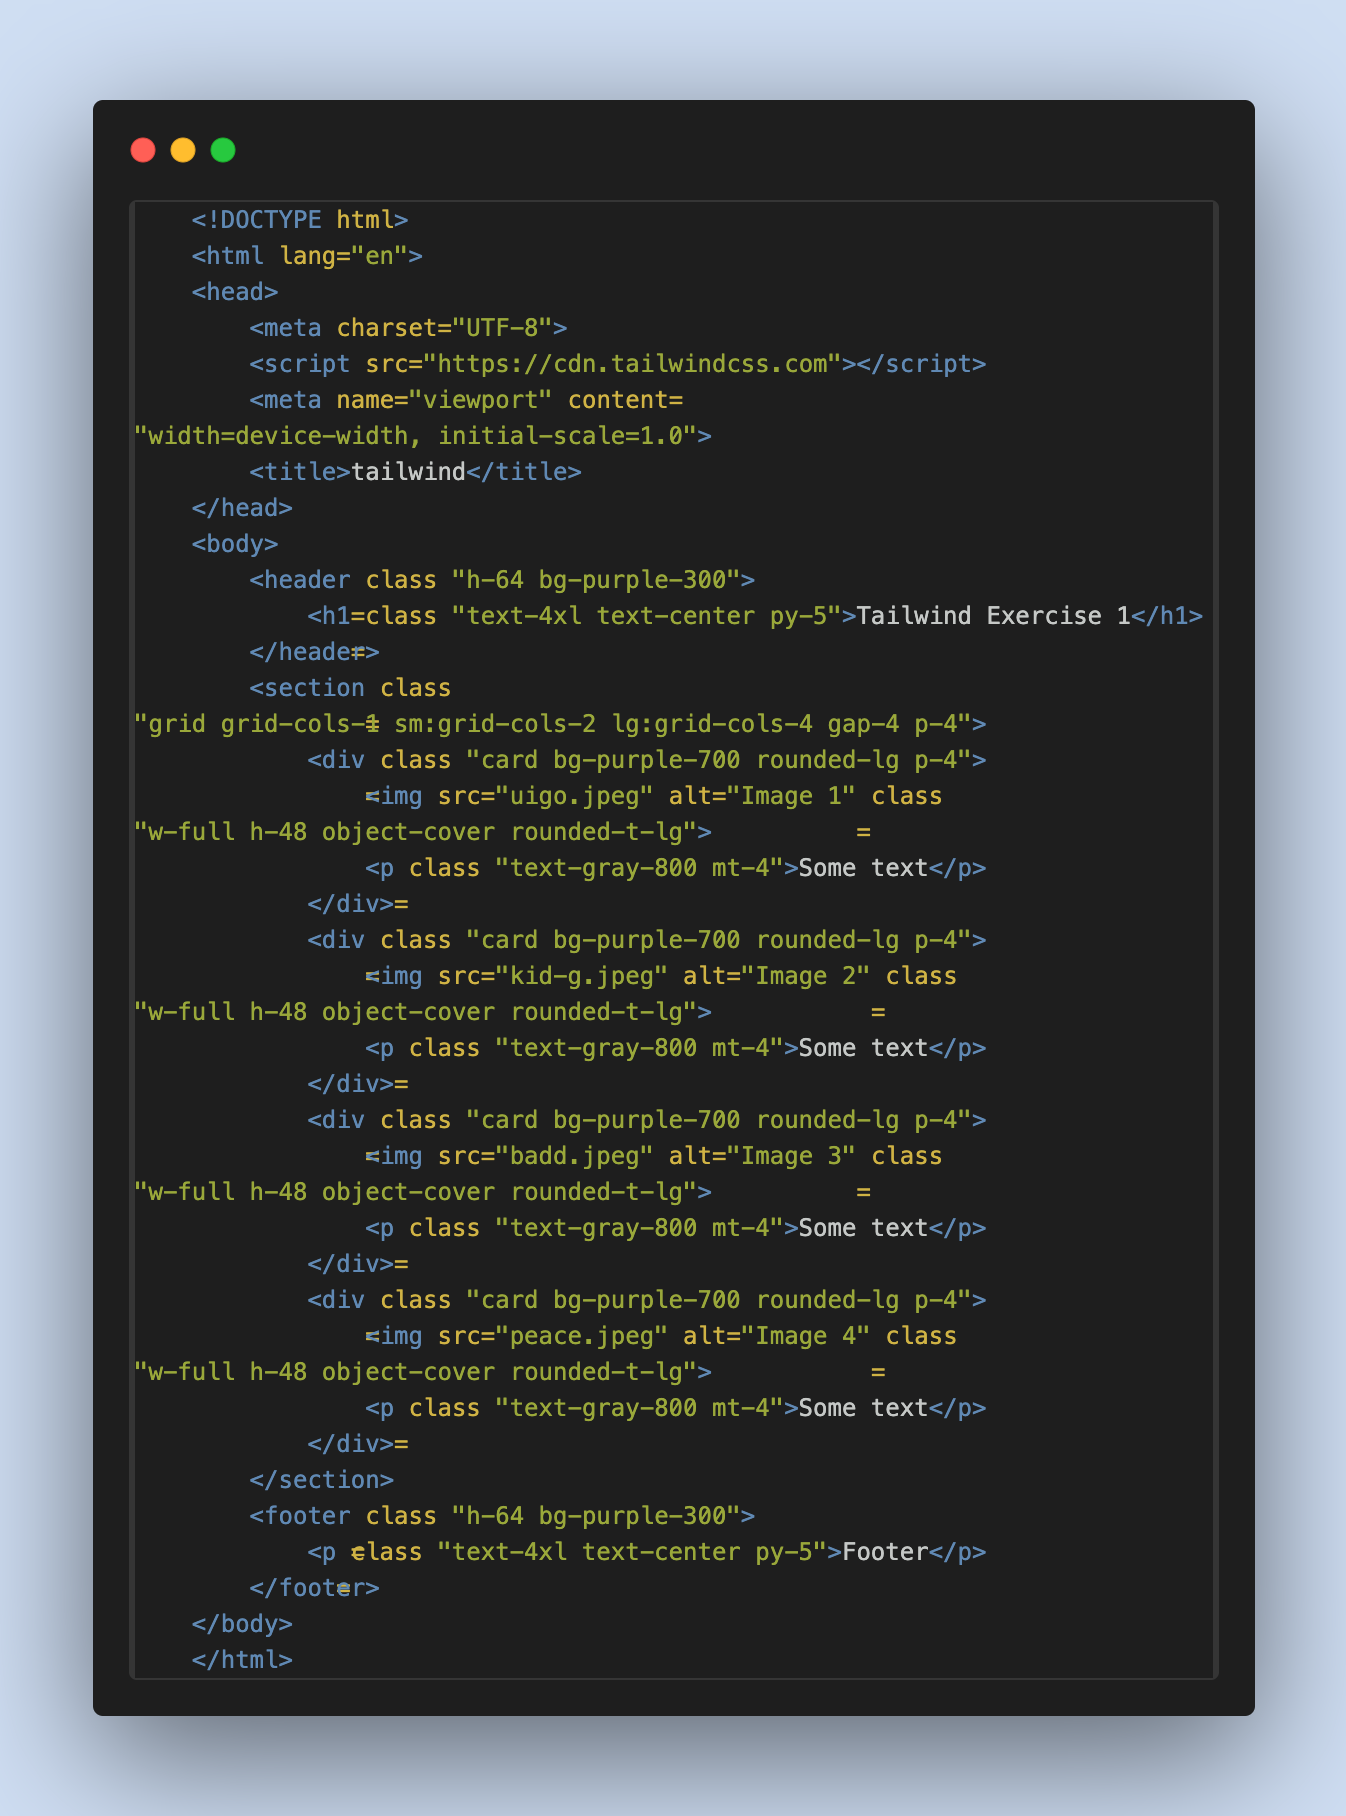 <!DOCTYPE html>
<html lang="en">
<head>
<meta charset="UTF-8">
<script src="https://cdn.tailwindcss.com"></script>
<meta name="viewport" content=
"width=device-width, initial-scale=1.0">
<title>tailwind</title>
</head>
<body>
<header class "h-64 bg-purple-300">
<h1=class "text-4xl text-center py-5">Tailwind Exercise 1</h1>
</header>
<section class
"grid grid-cols-1 sm:grid-cols-2 lg:grid-cols-4 gap-4 p-4">
<div class "card bg-purple-700 rounded-lg p-4">
<img src="uigo.jpeg" alt="Image 1" class
"w-full h-48 object-cover rounded-t-lg"> =
<p class "text-gray-800 mt-4">Some text</p>
</div>=
<div class "card bg-purple-700 rounded-lg p-4">
<img src="kid-g.jpeg" alt="Image 2" class
"w-full h-48 object-cover rounded-t-lg"> =
<p class "text-gray-800 mt-4">Some text</p>
</div>=
<div class "card bg-purple-700 rounded-lg p-4">
<img src="badd.jpeg" alt="Image 3" class
"w-full h-48 object-cover rounded-t-lg"> =
<p class "text-gray-800 mt-4">Some text</p>
</div>=
<div class "card bg-purple-700 rounded-lg p-4">
<img src="peace.jpeg" alt="Image 4" class
"w-full h-48 object-cover rounded-t-lg"> =
<p class "text-gray-800 mt-4">Some text</p>
</div>=
</section>
<footer class "h-64 bg-purple-300">
<p class "text-4xl text-center py-5">Footer</p>
</footer>
</body>
</html>